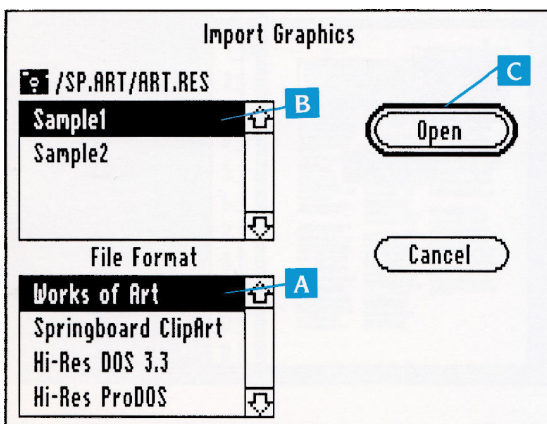 Import Graphics
/SP.ART/ART.RES
C
B
Sample1
Open
Sample2
File Format
Cancel
A
Works of Art
Springboard ClipArt
Hi-Res DOS 3.3
Hi-Res ProDOS